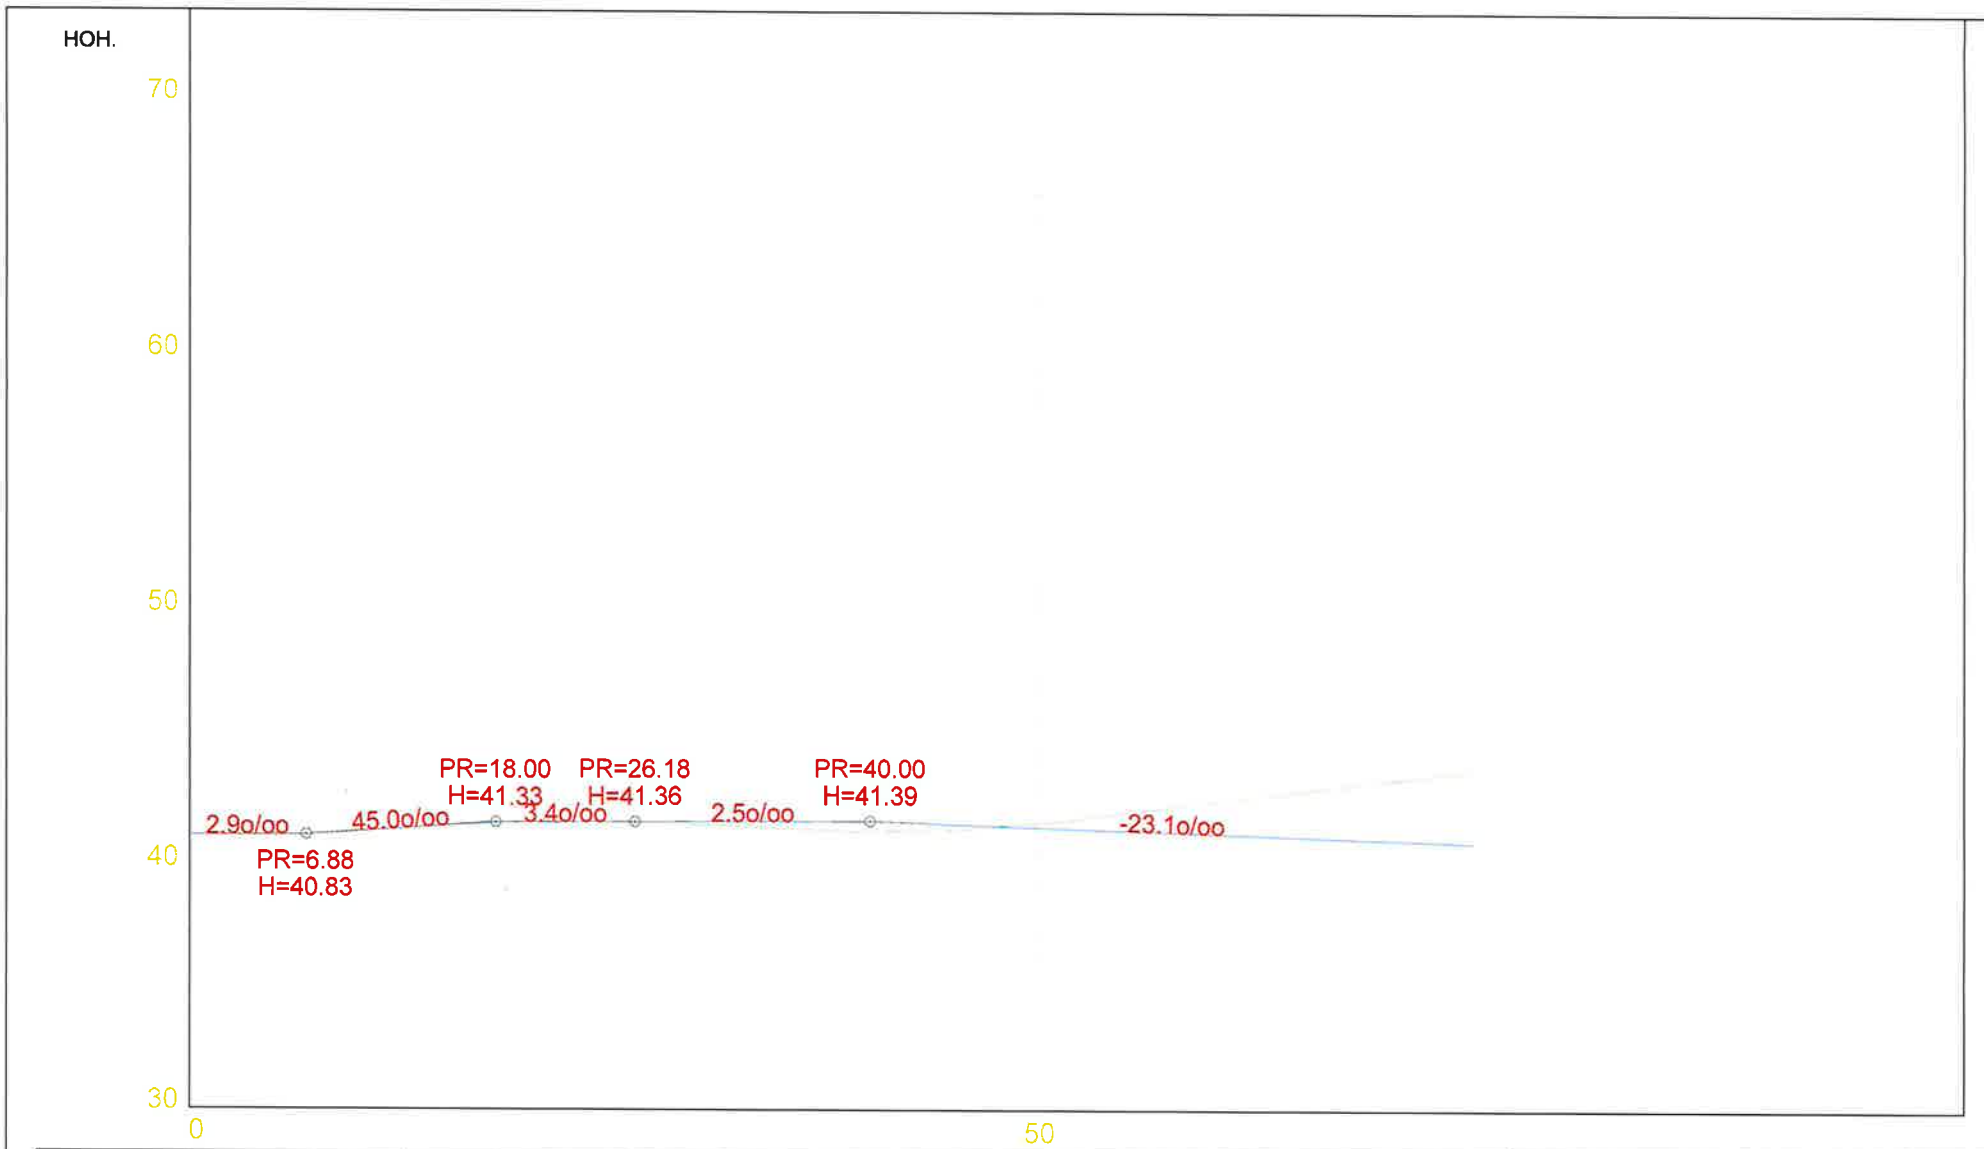 HOH.
70
60
50
40
30
PR=18.00
H=41.33
PR=26.18
H=41.36
PR=40.00
H=41.39
2.9o/oo
45.0o/oo
3.4o/oo
2.5o/oo
-23.1o/oo
PR=6.88
H=40.83
0
50